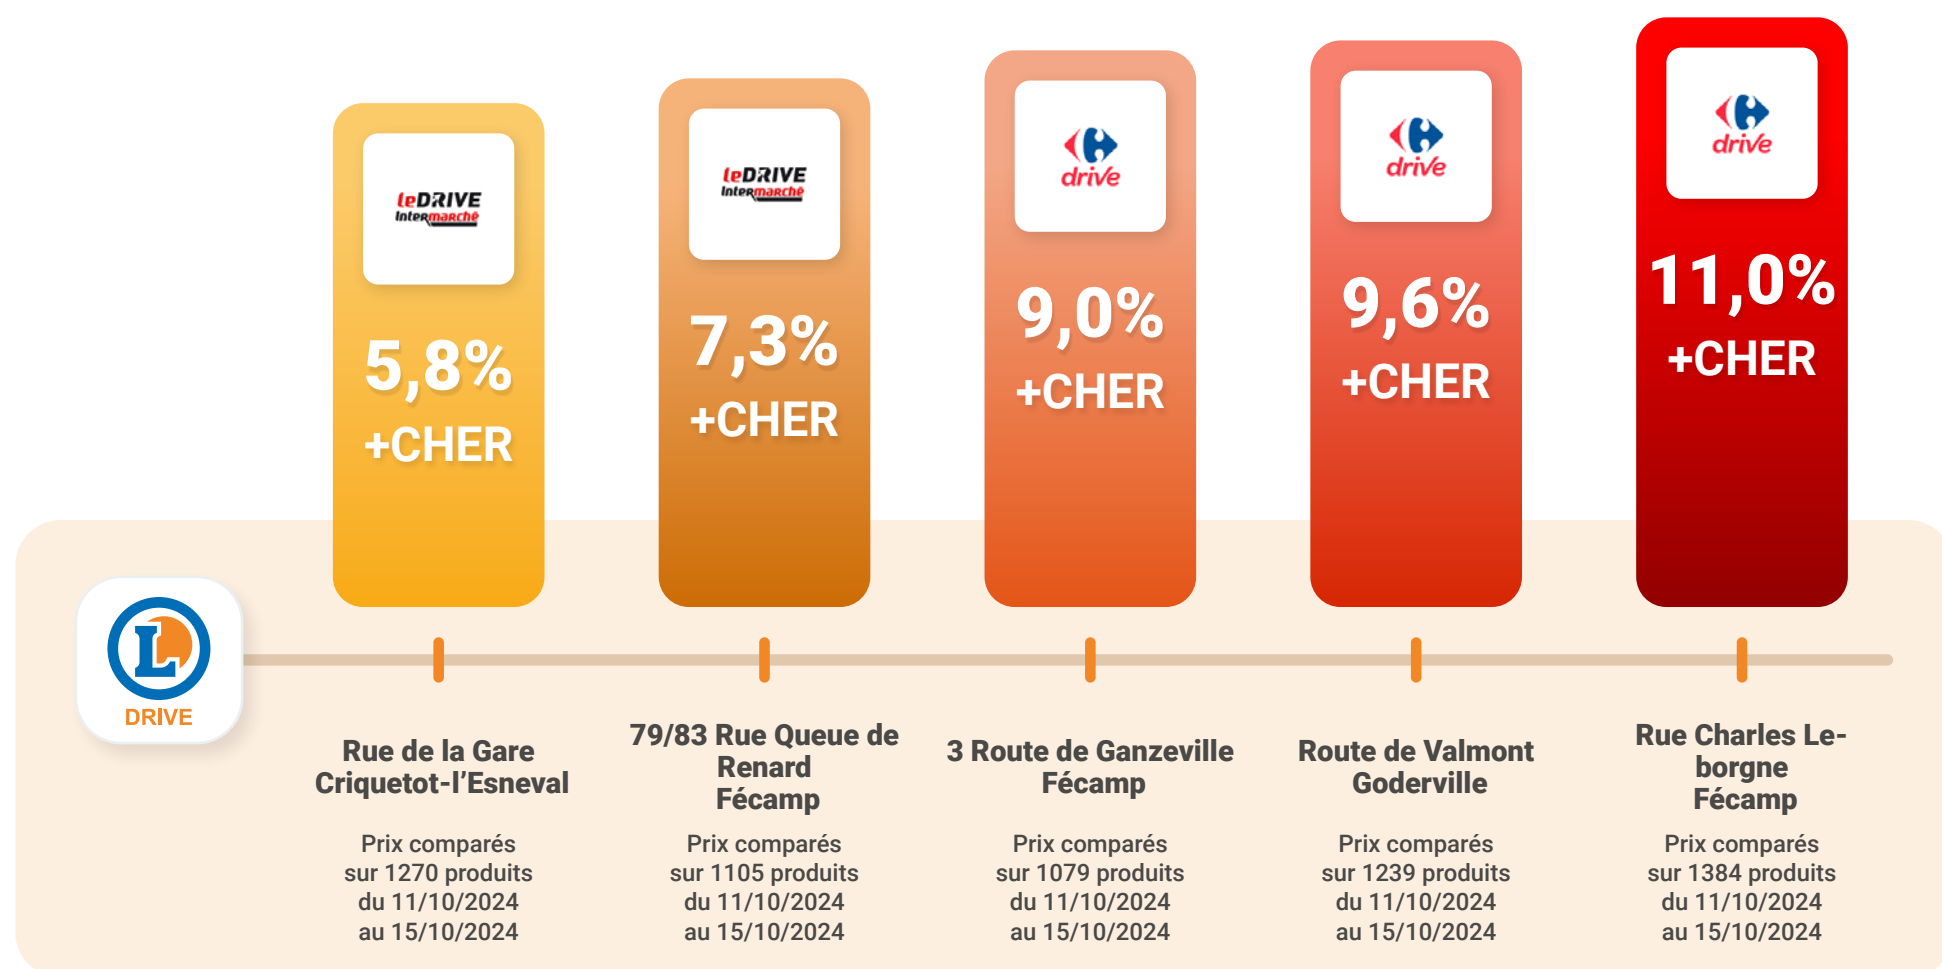 leDRIVE
Intermarché
5,8%
+CHER
leDRIVE
Intermarché
7,3%
+CHER
drive
9,0%
+CHER
drive
9,6%
+CHER
drive
11,0%
+CHER
L
DRIVE
Rue de la Gare
Criquetot-l'Esneval
Prix comparés
sur 1270 produits
du 11/10/2024
au 15/10/2024
79/83 Rue Queue de
Renard
Fécamp
Prix comparés
sur 1105 produits
du 11/10/2024
au 15/10/2024
3 Route de Ganzeville
Fécamp
Prix comparés
sur 1079 produits
du 11/10/2024
au 15/10/2024
Route de Valmont
Goderville
Prix comparés
sur 1239 produits
du 11/10/2024
au 15/10/2024
Rue Charles Le-
borgne
Fécamp
Prix comparés
sur 1384 produits
du 11/10/2024
au 15/10/2024